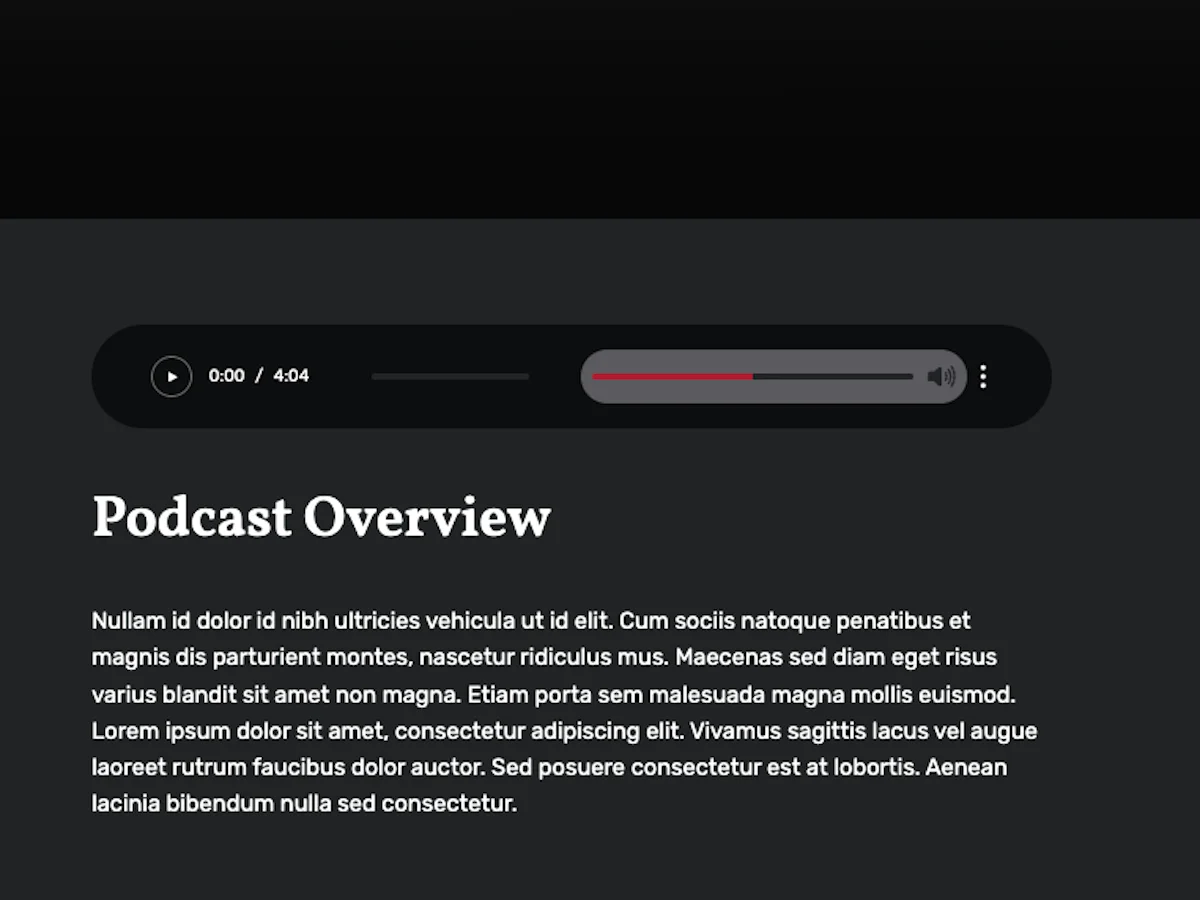 0:00 / 4:04
Podcast Overview
Nullam id dolor id nibh ultricies vehicula ut id elit. Cum sociis natoque penatibus et
magnis dis parturient montes, nascetur ridiculus mus. Maecenas sed diam eget risus
varius blandit sit amet non magna. Etiam porta sem malesuada magna mollis euismod.
Lorem ipsum dolor sit amet, consectetur adipiscing elit. Vivamus sagittis lacus vel augue
laoreet rutrum faucibus dolor auctor. Sed posuere consectetur est at lobortis. Aenean
lacinia bibendum nulla sed consectetur.